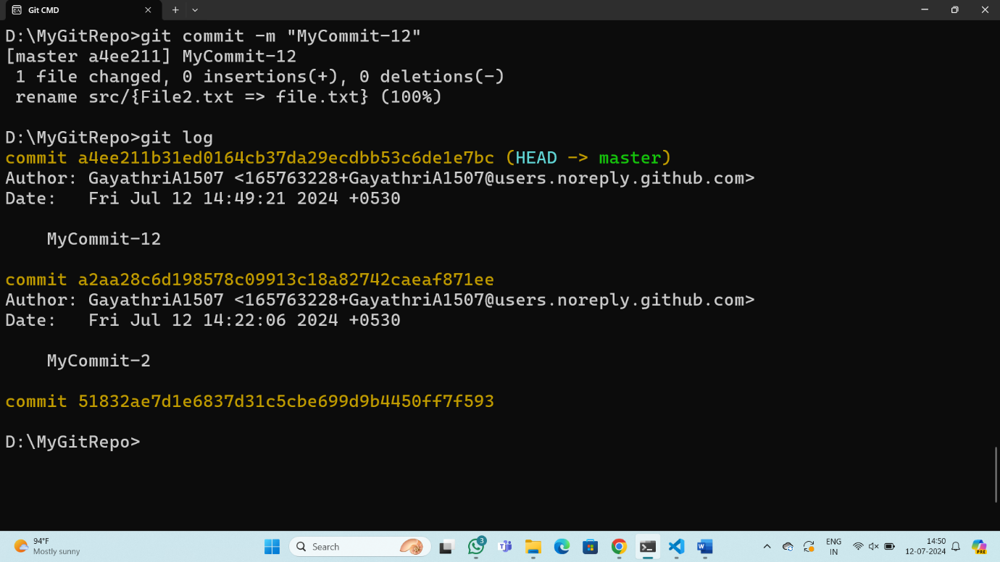 Git CMD
D:\MyGitRepo>git commit -m "MyCommit-12"
[master a4ee211] MyCommit-12
 1 file changed, 0 insertions(+), 0 deletions(-)
 rename src/{File2.txt => file.txt} (100%)
D:\MyGitRepo>git log
commit a4ee211b31ed0164cb37da29ecdbb53c6de1e7bc (HEAD -> master)
Author: GayathriA1507 <165763228+GayathriA1507@users.noreply.github.com>
Date:   Fri Jul 12 14:49:21 2024 +0530
    MyCommit-12
commit a2aa28c6d198578c09913c18a82742caeaf871ee
Author: GayathriA1507 <165763228+GayathriA1507@users.noreply.github.com>
Date:   Fri Jul 12 14:22:06 2024 +0530
    MyCommit-2
commit 51832ae7d1e6837d31c5cbe699d9b4450ff7f593
D:\MyGitRepo>
94°F
Mostly sunny
Search
3
ENG
IN
14:50
12-07-2024
PRE